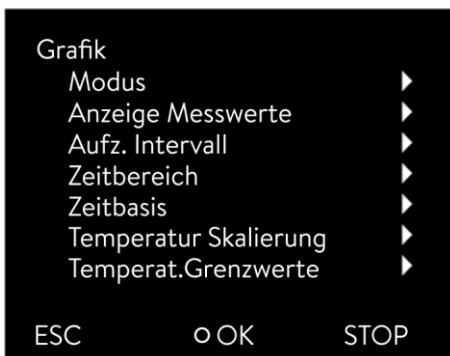 Grafik
Modus
Anzeige Messwerte
Aufz. Intervall
Zeitbereich
Zeitbasis
Temperatur Skalierung
Temperat.Grenzwerte
ESC OK STOP